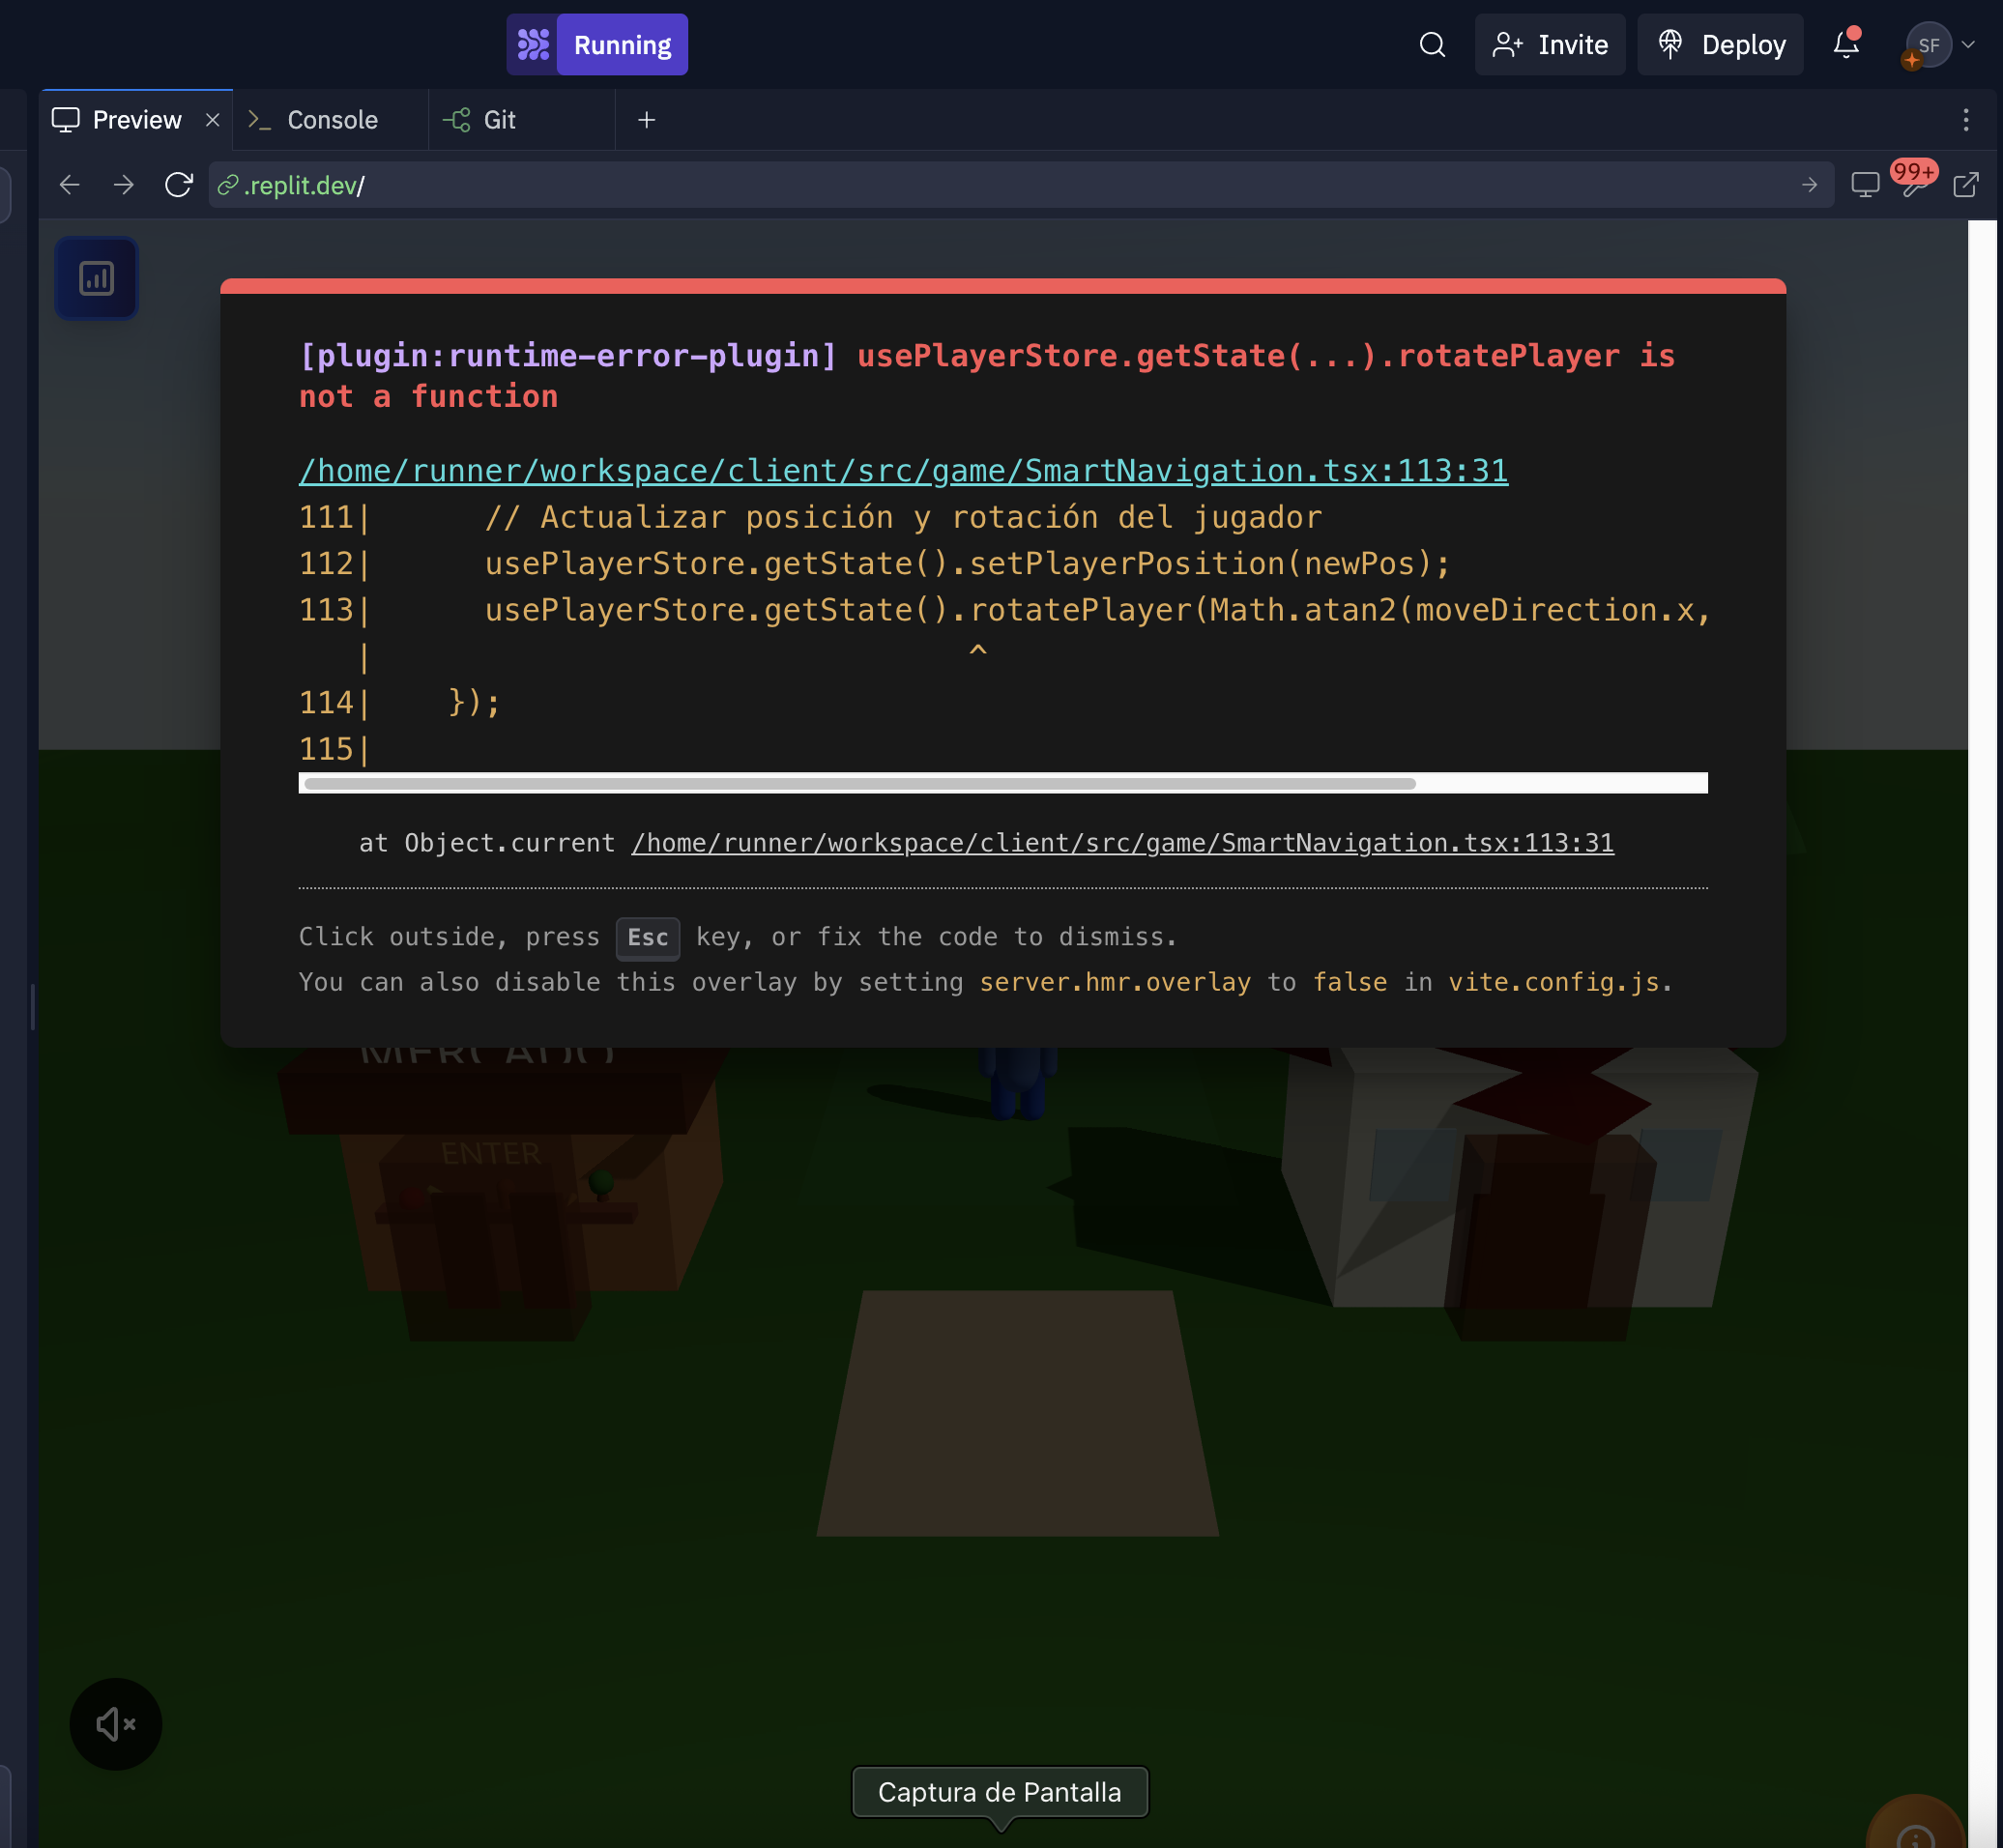 Running
Invite
Deploy
SF
Preview
Console
Git
.replit.dev/
99+
[plugin:runtime-error-plugin] usePlayerStore.getState(...).rotatePlayer is
not a function
/home/runner/workspace/client/src/game/SmartNavigation.tsx:113:31
111|      // Actualizar posición y rotación del jugador
112|      usePlayerStore.getState().setPlayerPosition(newPos);
113|      usePlayerStore.getState().rotatePlayer(Math.atan2(moveDirection.x,
   |                                ^
114|    });
115|
at Object.current /home/runner/workspace/client/src/game/SmartNavigation.tsx:113:31
Click outside, press Esc key, or fix the code to dismiss.
You can also disable this overlay by setting server.hmr.overlay to false in vite.config.js.
MERCADO
ENTER
Captura de Pantalla